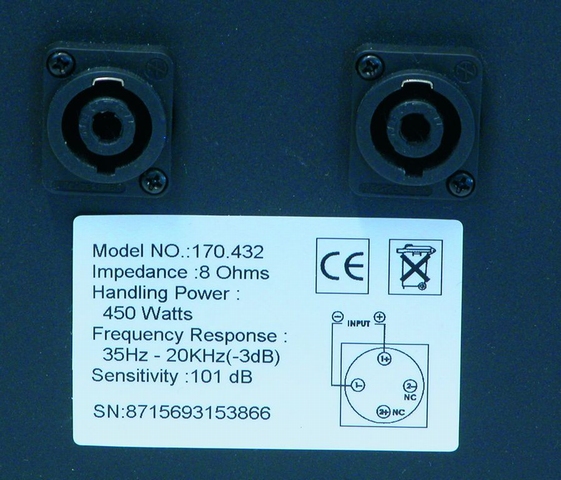 Model NO.:170.432
Impedance :8 Ohms
Handling Power :
450 Watts
Frequency Response :
35Hz - 20KHz(-3dB)
Sensitivity :101 dB
SN:8715693153866
CE
- INPUT +
1+
1-
2-
NC
2+ NC